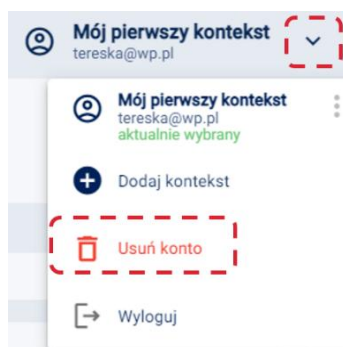 Mój pierwszy kontekst
tereska@wp.pl
Mój pierwszy kontekst
tereska@wp.pl
aktualnie wybrany
Dodaj kontekst
Usuń konto
Wyloguj